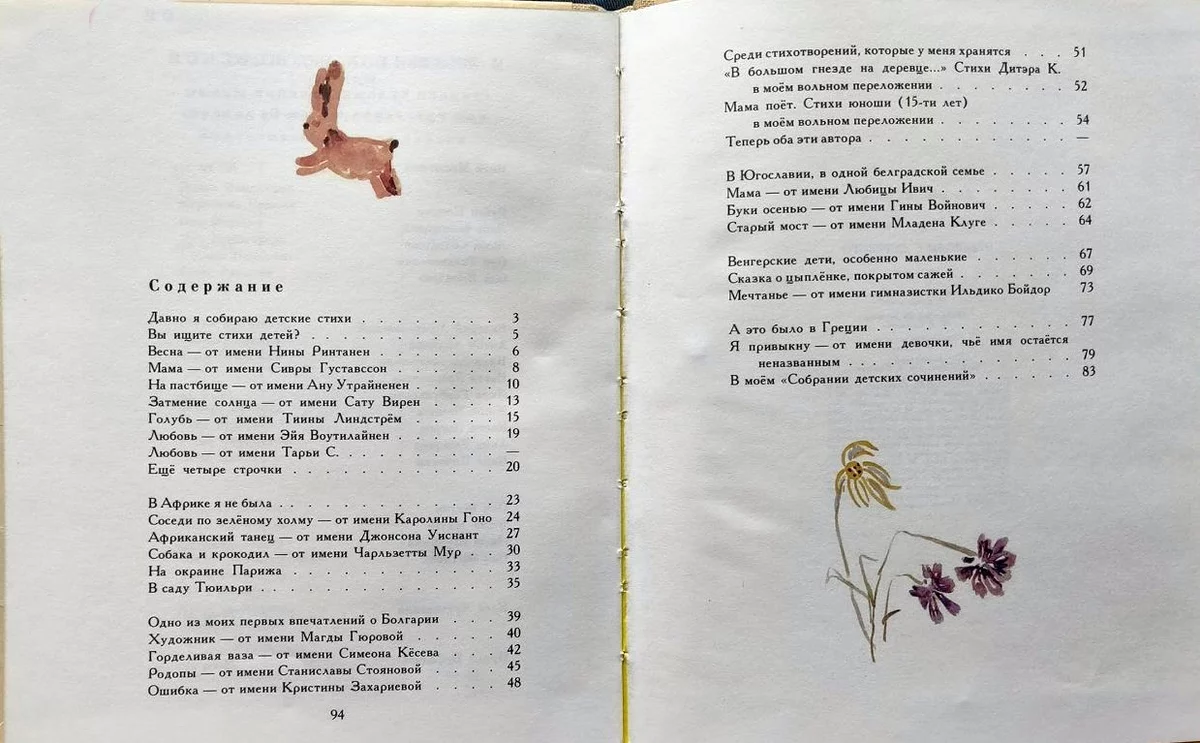 Содержание
Давно я собираю детские стихи . . . . . . . . 3
Вы ищите стихи детей? . . . . . . . . . . 5
Весна — от имени Нины Ринтанен . . . . . . . 6
Мама — от имени Сивры Густавссон . . . . . . 8
На пастбище — от имени Ану Утрайненен . . . . . 10
Затмение солнца — от имени Сату Вирен . . . . 13
Голубь — от имени Тиины Линдстрём . . . . . 15
Любовь — от имени Эйя Воутилайнен . . . . . . 19
Любовь — от имени Тарьи С. . . . . . . . . —
Ещё четыре строчки . . . . . . . . . . . 20
В Африке я не была . . . . . . . . . . . . 23
Соседи по зелёному холму — от имени Каролины Гоно 24
Африканский танец — от имени Джонсона Уиснант 27
Собака и крокодил — от имени Чарльзетты Мур . . 30
На окраине Парижа . . . . . . . . . . . 33
В саду Тюильри . . . . . . . . . . . . . 35
Одно из моих первых впечатлений о Болгарии . . . 39
Художник — от имени Магды Гюровой . . . . . 40
Горделивая ваза — от имени Симеона Кёсева . . . 42
Родопы — от имени Станиславы Стояновой . . . . 45
Ошибка — от имени Кристины Захариевой . . . . 48
94
Среди стихотворений, которые у меня хранятся . . . 51
«В большом гнезде на деревце...» Стихи Дитэра К.
в моём вольном переложении . . . . . . . . 52
Мама поёт. Стихи юноши (15-ти лет)
в моём вольном переложении . . . . . . . . 54
Теперь оба эти автора . . . . . . . . . . . —
В Югославии, в одной белградской семье . . . . . 57
Мама — от имени Любицы Ивич . . . . . . . . 61
Буки осенью — от имени Гины Войнович . . . . . 62
Старый мост — от имени Младена Клуге . . . . . 64
Венгерские дети, особенно маленькие . . . . . . 67
Сказка о цыплёнке, покрытом сажей . . . . . . . 69
Мечтанье — от имени гимназистки Ильдико Бойдор 73
А это было в Греции . . . . . . . . . . . . 77
Я привыкну — от имени девочки, чьё имя остаётся
неназванным . . . . . . . . . . . . . 79
В моём «Собрании детских сочинений» . . . . . . 83